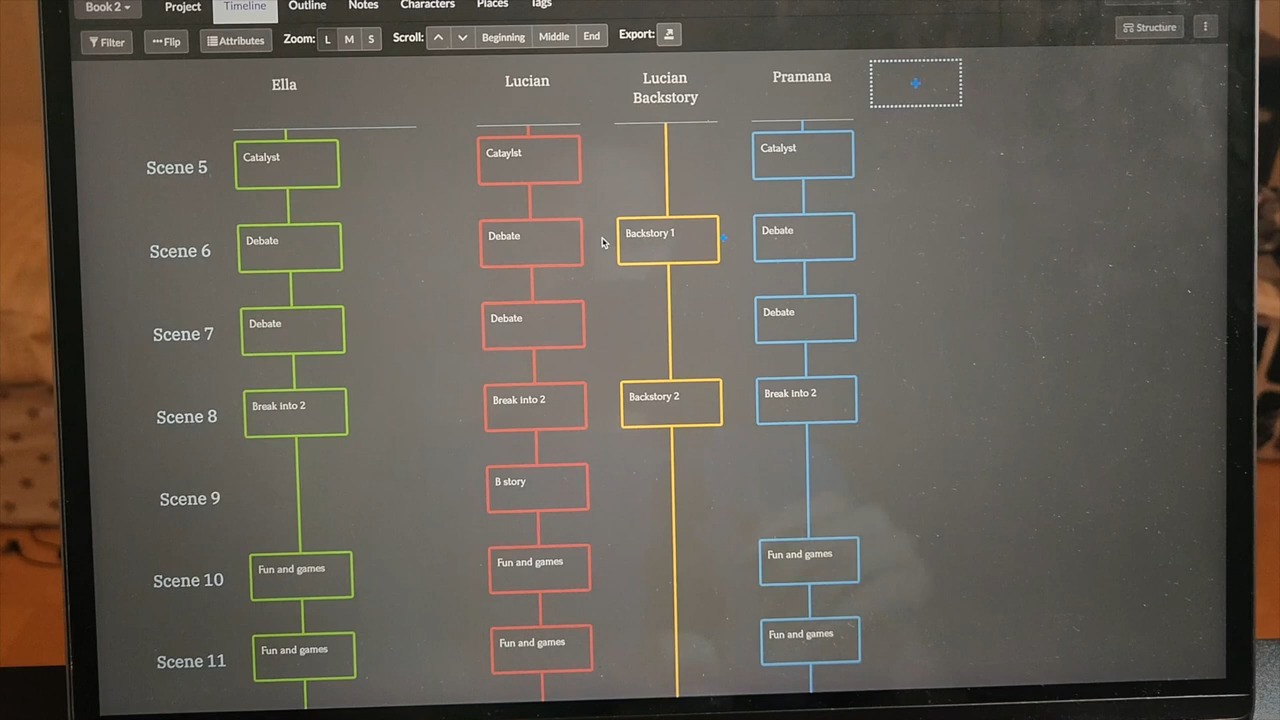 Book 2 Project Timeline Outline Notes Characters Places Tags
Filter Flip Attributes Zoom: L M S Scroll: Beginning Middle End Export: Structure
Ella Lucian Lucian Pramana
Backstory
Scene 5 Catalyst Cataylst Catalyst
Scene 6 Debate Debate Backstory 1 Debate
Scene 7 Debate Debate Debate
Scene 8 Break into 2 Break into 2 Backstory 2 Break into 2
Scene 9 B story
Scene 10 Fun and games Fun and games Fun and games
Scene 11 Fun and games Fun and games Fun and games